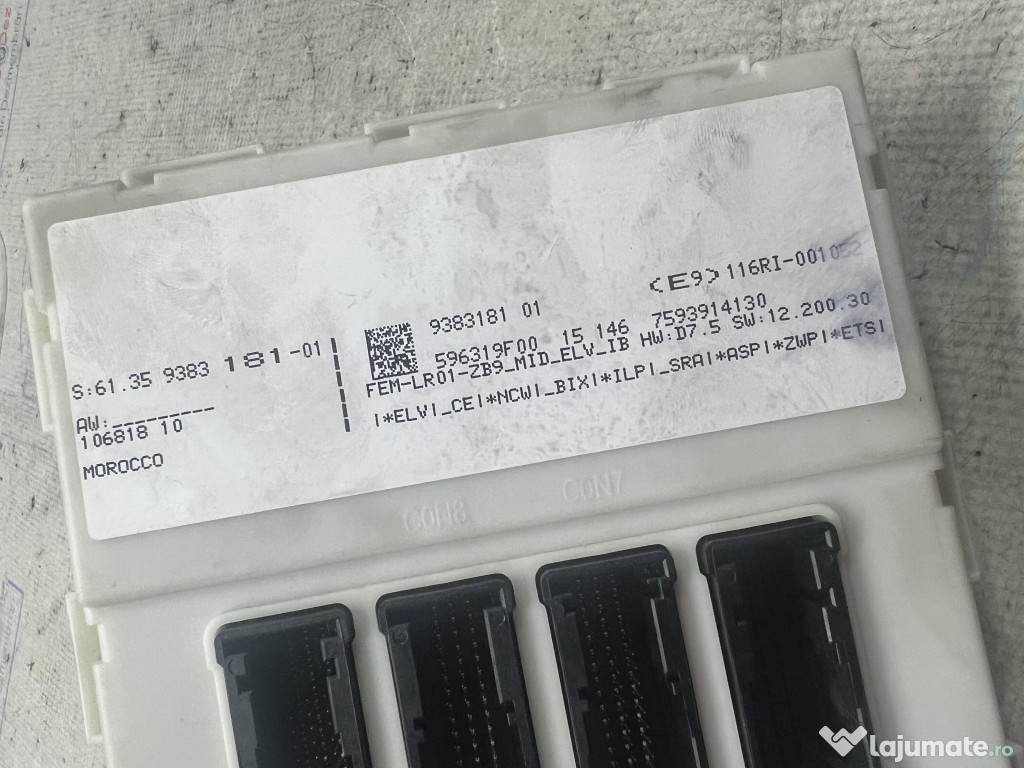 <E9> 116RI-001052
9383181 01
596319F00 15 146 7593914130
FEM-LR01-ZB9_MID_ELV_IB HW:D7.5 SW:12.200.30
|*ELV|_CE|*NCW|_BIX|*ILP|_SRA|*ASP|*ZWP|*ETS|
S:61.35 9383 181-01
AW:_________
106818 10
MOROCCO
CON8
CON7
lajumate.ro